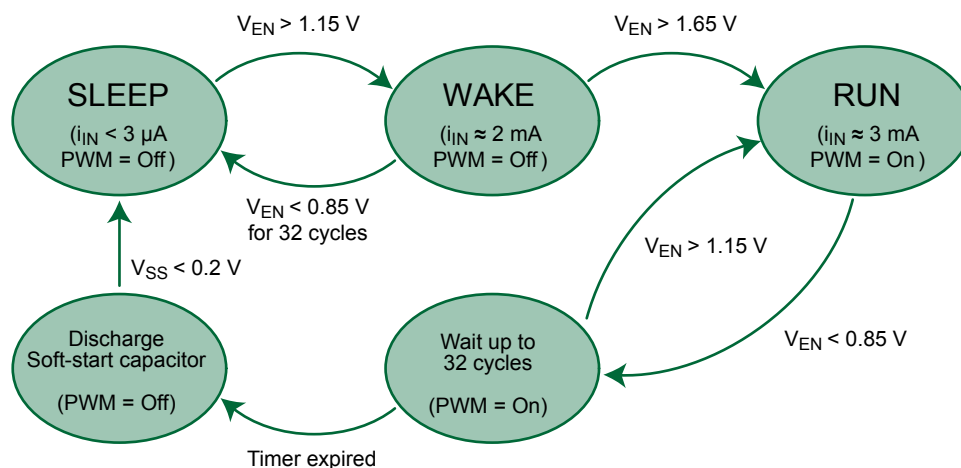 V_EN > 1.15 V
V_EN > 1.65 V
SLEEP
(i_IN < 3 µA
PWM = Off)
WAKE
(i_IN ≈ 2 mA
PWM = Off)
RUN
(i_IN ≈ 3 mA
PWM = On)
V_EN < 0.85 V
for 32 cycles
V_EN > 1.15 V
V_SS < 0.2 V
Discharge
Soft-start capacitor
(PWM = Off)
Wait up to
32 cycles
(PWM = On)
V_EN < 0.85 V
Timer expired